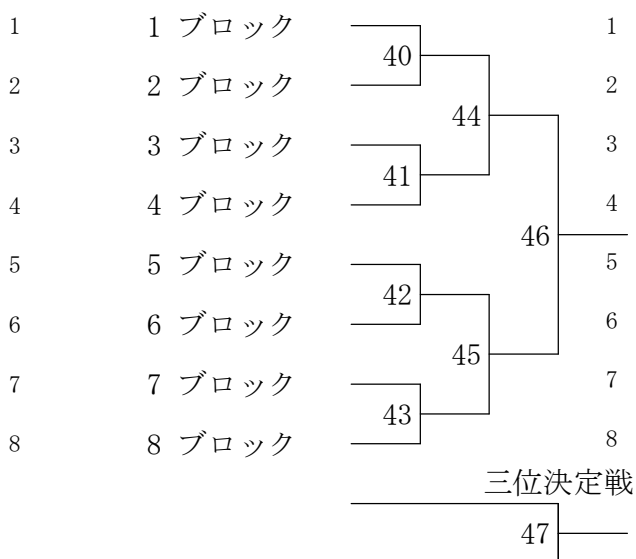 1 1 ブロック 1
40
2 2 ブロック 2
44
3 3 ブロック 3
41
4 4 ブロック 4
46
5 5 ブロック 5
42
6 6 ブロック 6
45
7 7 ブロック 7
43
8 8 ブロック 8
三位決定戦
47